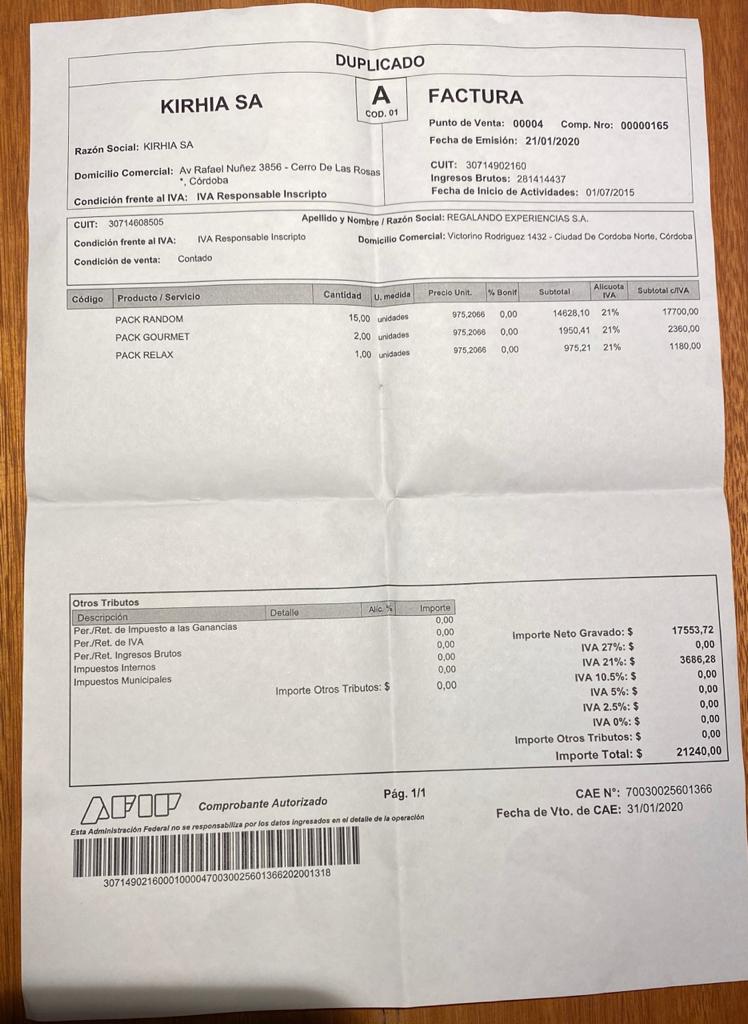 DUPLICADO
KIRHIA SA
A
COD. 01
FACTURA
Punto de Venta: 00004 Comp. Nro: 00000165
Fecha de Emisión: 21/01/2020
Razón Social: KIRHIA SA
Domicilio Comercial: Av Rafael Nuñez 3856 - Cerro De Las Rosas
*, Córdoba
Condición frente al IVA: IVA Responsable Inscripto
CUIT: 30714902160
Ingresos Brutos: 281414437
Fecha de Inicio de Actividades: 01/07/2015
CUIT: 30714608505 Apellido y Nombre / Razón Social: REGALANDO EXPERIENCIAS S.A.
Condición frente al IVA: IVA Responsable Inscripto Domicilio Comercial: Victorino Rodriguez 1432 - Ciudad De Cordoba Norte, Córdoba
Condición de venta: Contado
Código Producto / Servicio Cantidad U. medida Precio Unit. % Bonif Subtotal Alicuota IVA Subtotal c/IVA
PACK RANDOM 15,00 unidades 975,2066 0,00 14628,10 21% 17700,00
PACK GOURMET 2,00 unidades 975,2066 0,00 1950,41 21% 2360,00
PACK RELAX 1,00 unidades 975,2066 0,00 975,21 21% 1180,00
Otros Tributos
Descripción Detalle Alíc. % Importe
Per./Ret. de Impuesto a las Ganancias 0,00
Per./Ret. de IVA 0,00
Per./Ret. Ingresos Brutos 0,00
Impuestos Internos 0,00
Impuestos Municipales 0,00
Importe Otros Tributos: $ 0,00
Importe Neto Gravado: $ 17553,72
IVA 27%: $ 0,00
IVA 21%: $ 3686,28
IVA 10.5%: $ 0,00
IVA 5%: $ 0,00
IVA 2.5%: $ 0,00
IVA 0%: $ 0,00
Importe Otros Tributos: $ 0,00
Importe Total: $ 21240,00
AFIP Comprobante Autorizado Pág. 1/1
CAE N°: 70030025601366
Fecha de Vto. de CAE: 31/01/2020
Esta Administración Federal no se responsabiliza por los datos ingresados en el detalle de la operación
3071490216000100004700300256013662020013​18